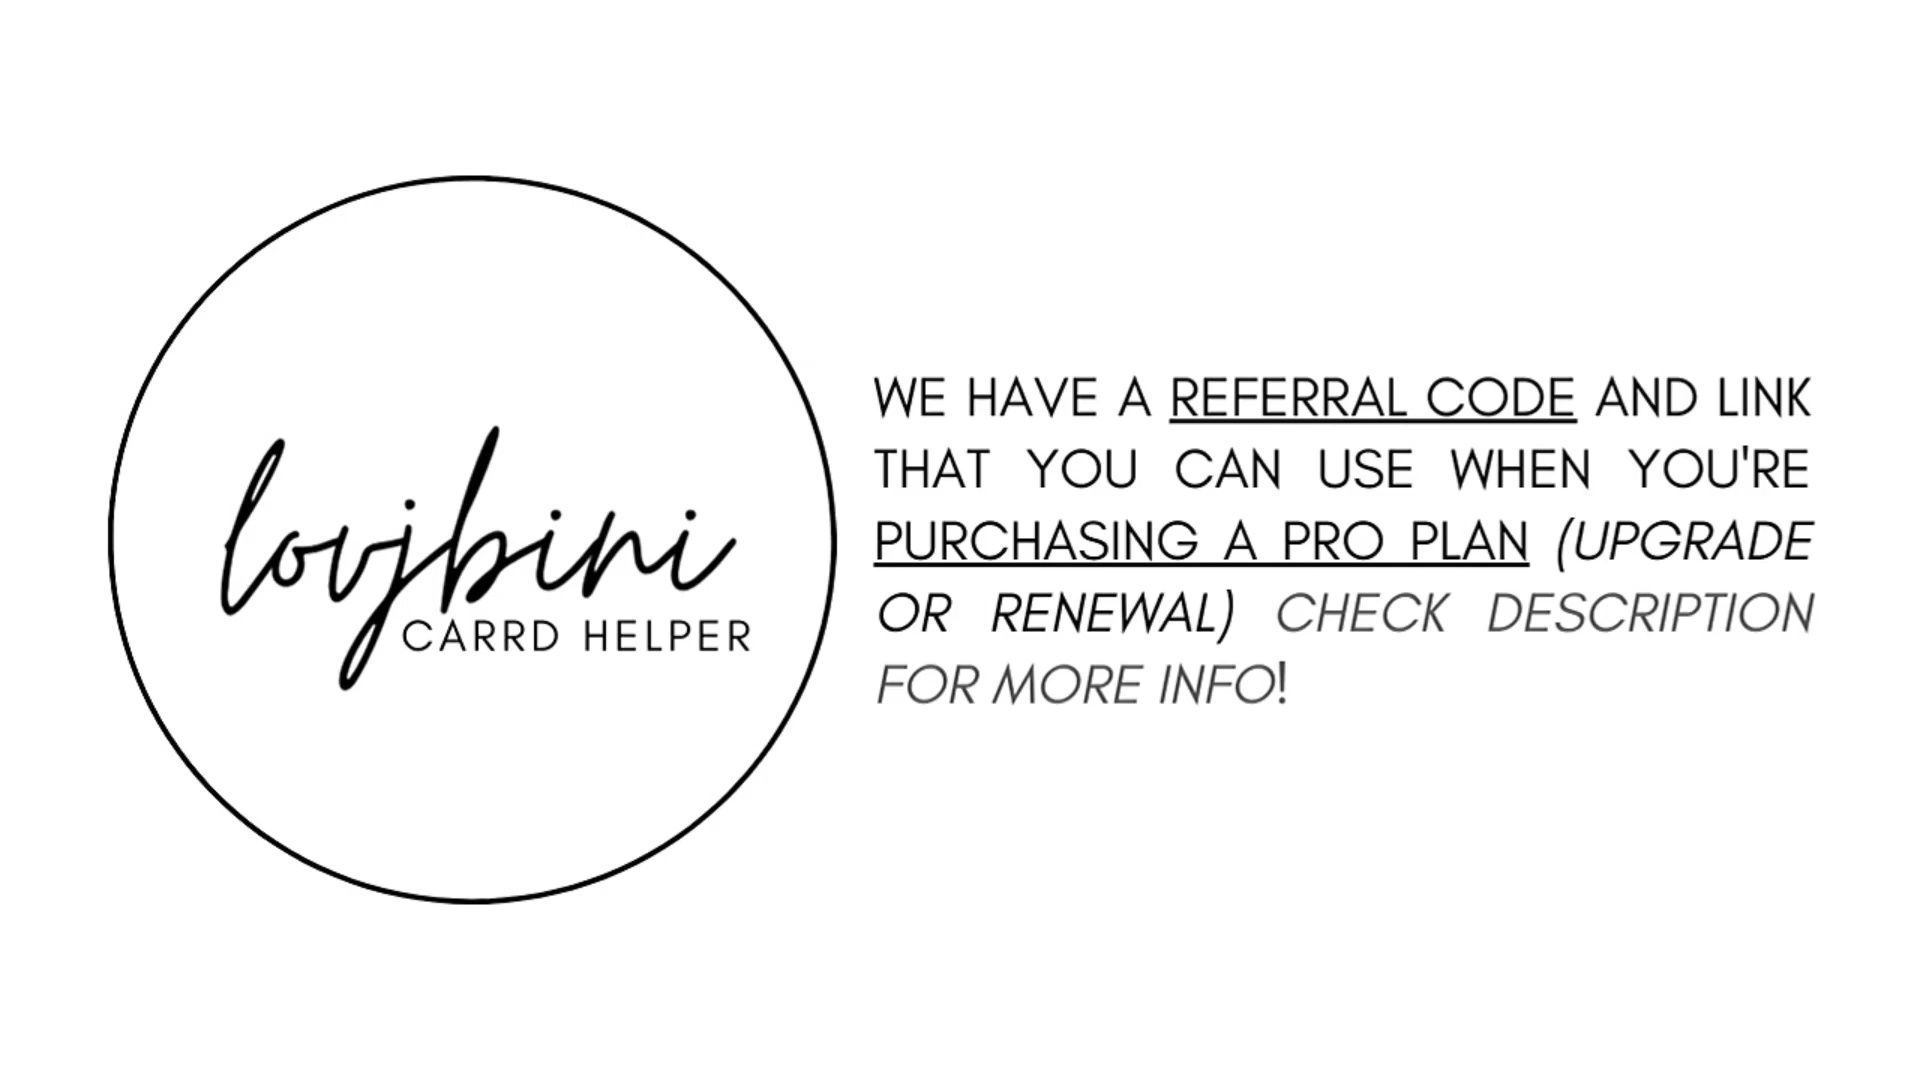 lovjbini
CARRD HELPER
WE HAVE A REFERRAL CODE AND LINK
THAT YOU CAN USE WHEN YOU'RE
PURCHASING A PRO PLAN (UPGRADE
OR RENEWAL) CHECK DESCRIPTION
FOR MORE INFO!